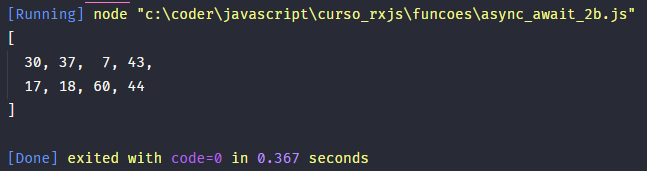 [Running] node "c:\coder\javascript\curso_rxjs\funcoes\async_await_2b.js"
[
  30, 37,  7, 43,
  17, 18, 60, 44
]
[Done] exited with code=0 in 0.367 seconds